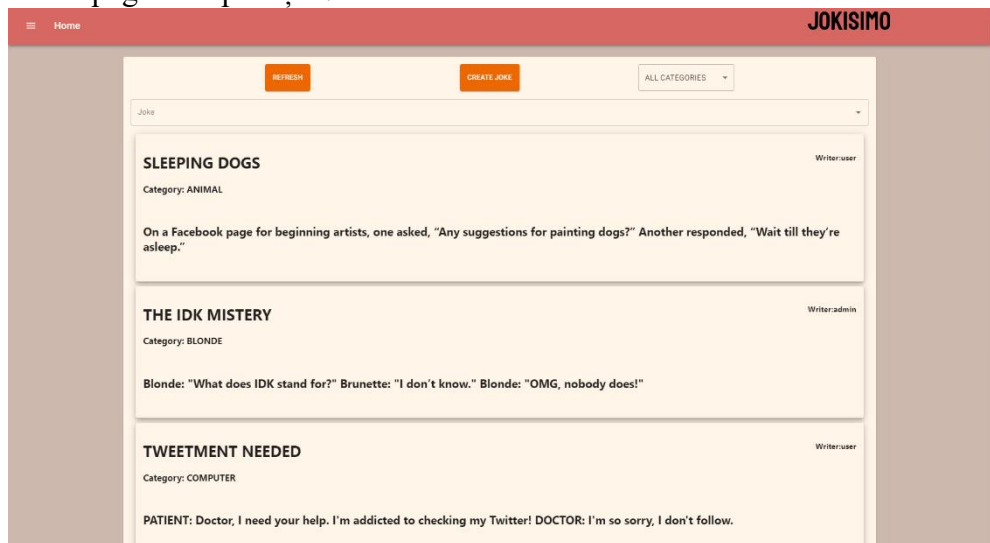 Home
JOKISIMO
REFRESH
CREATE JOKE
ALL CATEGORIES
Joke
SLEEPING DOGS
Writer:user
Category: ANIMAL
On a Facebook page for beginning artists, one asked, “Any suggestions for painting dogs?” Another responded, “Wait till they’re
asleep.”
THE IDK MISTERY
Writer:admin
Category: BLONDE
Blonde: "What does IDK stand for?" Brunette: "I don’t know." Blonde: "OMG, nobody does!"
TWEETMENT NEEDED
Writer:user
Category: COMPUTER
PATIENT: Doctor, I need your help. I'm addicted to checking my Twitter! DOCTOR: I'm so sorry, I don't follow.